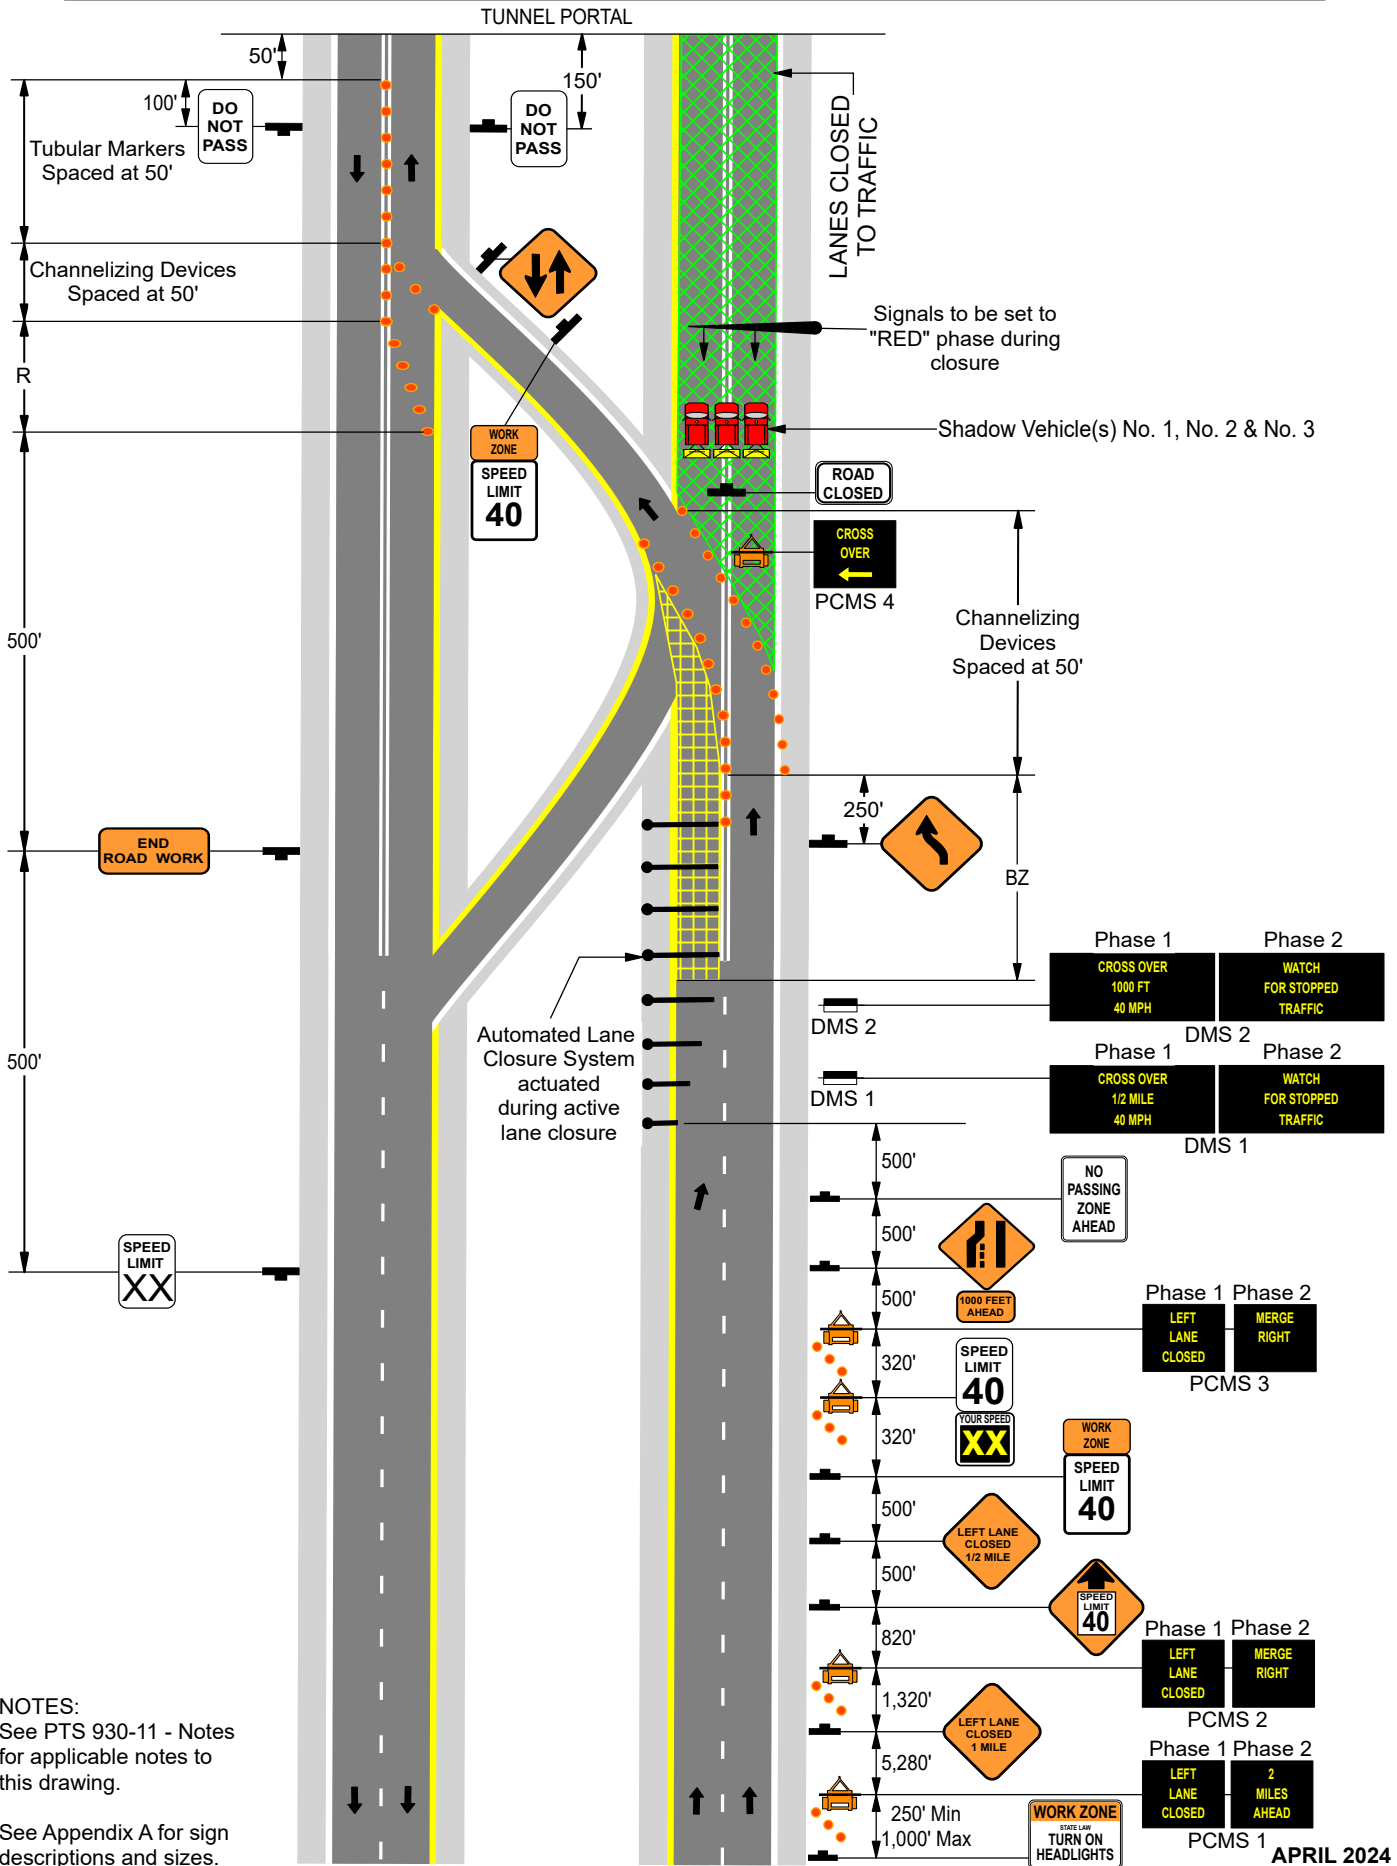 TUNNEL PORTAL
50'
150'
100'
DO
NOT
PASS
DO
NOT
PASS
Tubular Markers
Spaced at 50'
LANES CLOSED
TO TRAFFIC
Channelizing Devices
Spaced at 50'
Signals to be set to
"RED" phase during
closure
R
WORK
ZONE
SPEED
LIMIT
40
Shadow Vehicle(s) No. 1, No. 2 & No. 3
ROAD
CLOSED
CROSS
OVER
PCMS 4
500'
Channelizing
Devices
Spaced at 50'
250'
END
ROAD WORK
BZ
Phase 1
Phase 2
CROSS OVER
1000 FT
40 MPH
WATCH
FOR STOPPED
TRAFFIC
DMS 2
DMS 2
Automated Lane
Closure System
actuated
during active
lane closure
500'
Phase 1
Phase 2
CROSS OVER
1/2 MILE
40 MPH
WATCH
FOR STOPPED
TRAFFIC
DMS 1
DMS 1
500'
NO
PASSING
ZONE
AHEAD
500'
SPEED
LIMIT
XX
1000 FEET
AHEAD
500'
Phase 1
Phase 2
LEFT
LANE
CLOSED
MERGE
RIGHT
PCMS 3
320'
SPEED
LIMIT
40
YOUR SPEED
XX
320'
WORK
ZONE
SPEED
LIMIT
40
500'
LEFT LANE
CLOSED
1/2 MILE
500'
SPEED
LIMIT
40
820'
Phase 1
Phase 2
LEFT
LANE
CLOSED
MERGE
RIGHT
PCMS 2
1,320'
LEFT LANE
CLOSED
1 MILE
5,280'
Phase 1
Phase 2
LEFT
LANE
CLOSED
2
MILES
AHEAD
PCMS 1
250' Min
1,000' Max
WORK ZONE
STATE LAW
TURN ON
HEADLIGHTS
NOTES:
See PTS 930-11 - Notes
for applicable notes to
this drawing.
See Appendix A for sign
descriptions and sizes.
APRIL 2024